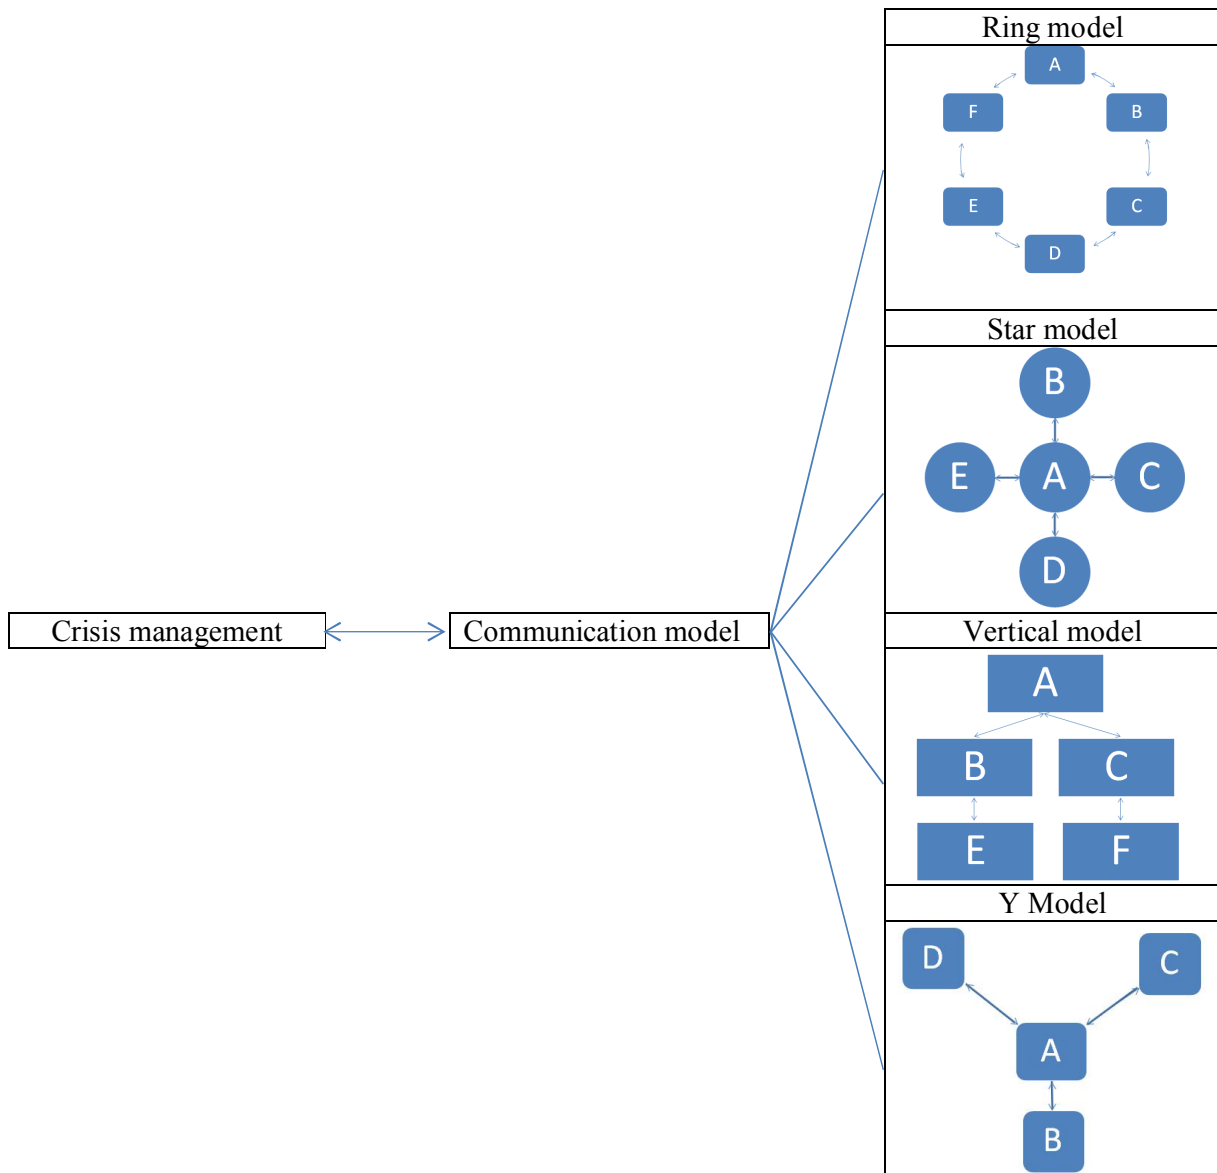 Ring model
A
F
B
E
C
D
Star model
B
E
A
C
D
Crisis management
Communication model
Vertical model
A
B
C
E
F
Y Model
D
C
A
B